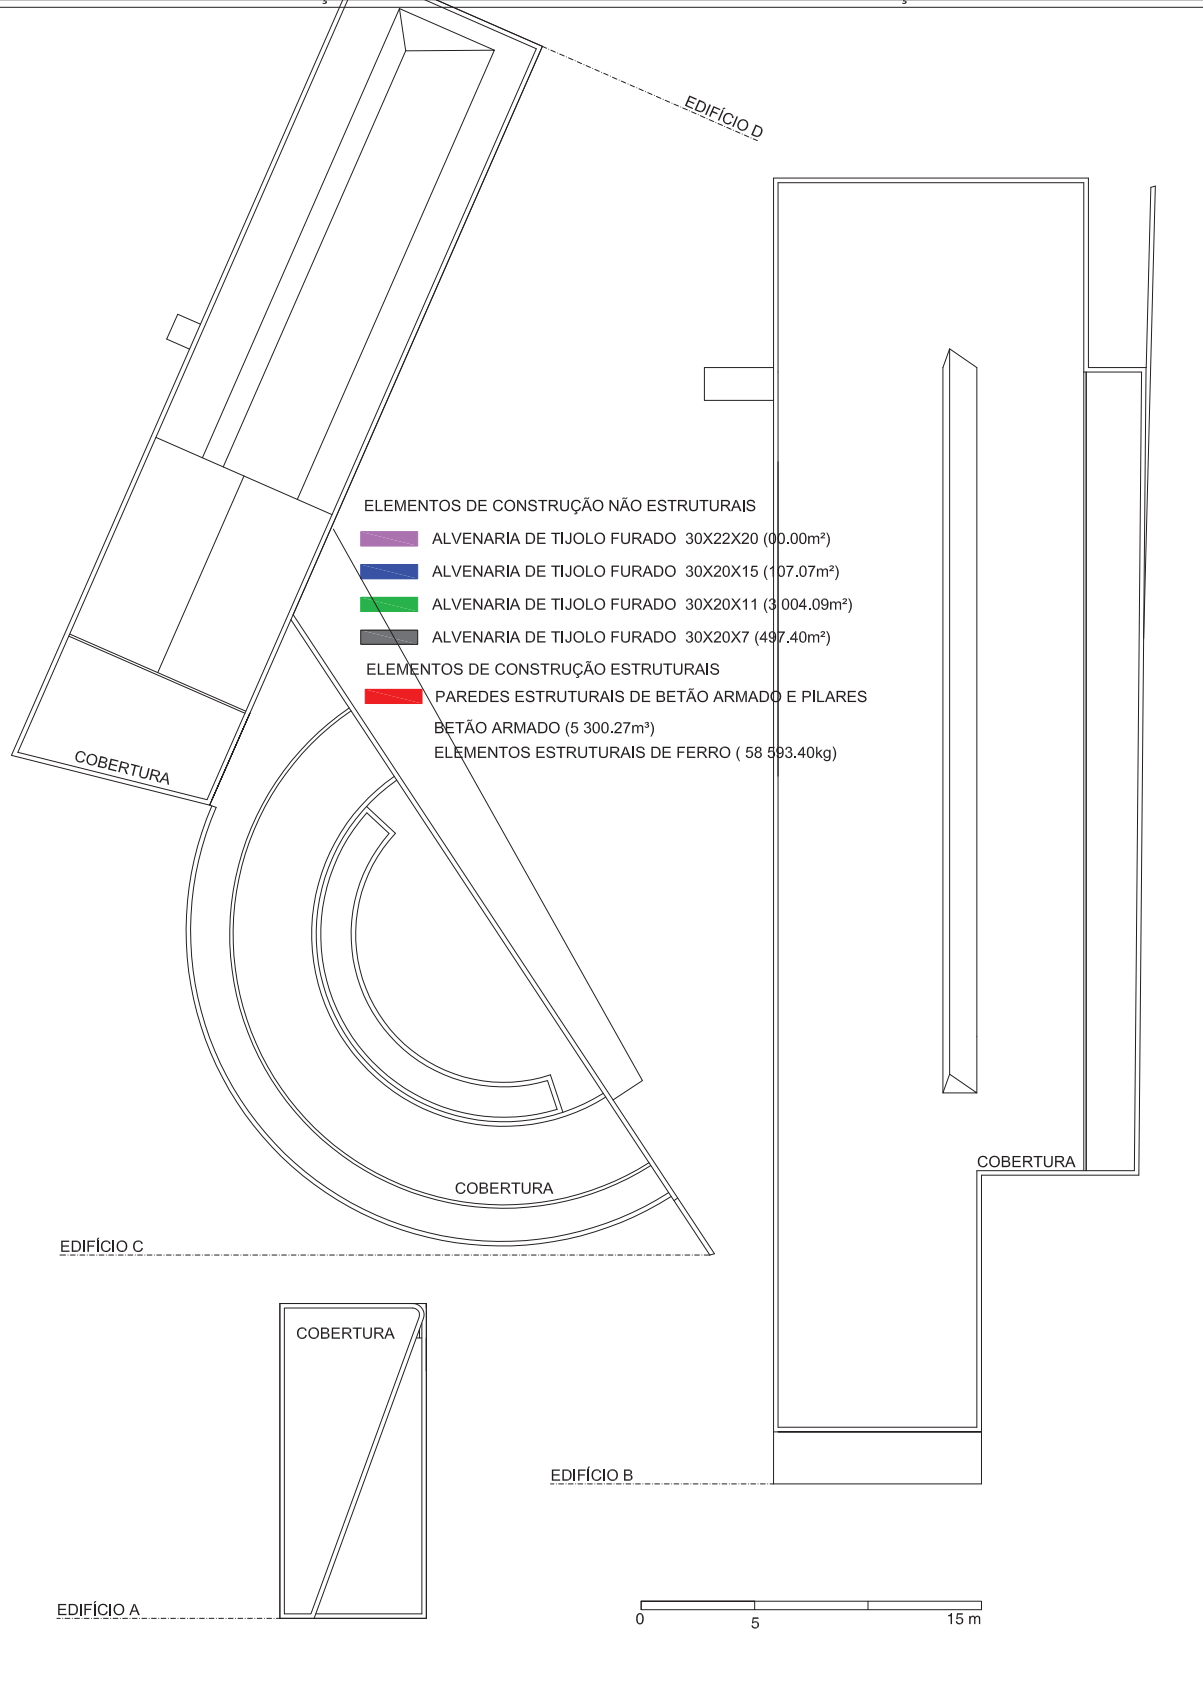 EDIFÍCIO D
ELEMENTOS DE CONSTRUÇÃO NÃO ESTRUTURAIS
ALVENARIA DE TIJOLO FURADO 30X22X20 (00.00m²)
ALVENARIA DE TIJOLO FURADO 30X20X15 (107.07m²)
ALVENARIA DE TIJOLO FURADO 30X20X11 (3 004.09m²)
ALVENARIA DE TIJOLO FURADO 30X20X7 (497.40m²)
ELEMENTOS DE CONSTRUÇÃO ESTRUTURAIS
PAREDES ESTRUTURAIS DE BETÃO ARMADO E PILARES
BETÃO ARMADO (5 300.27m³)
ELEMENTOS ESTRUTURAIS DE FERRO ( 58 593.40kg)
COBERTURA
COBERTURA
COBERTURA
EDIFÍCIO C
COBERTURA
EDIFÍCIO B
EDIFÍCIO A
0 5 15 m